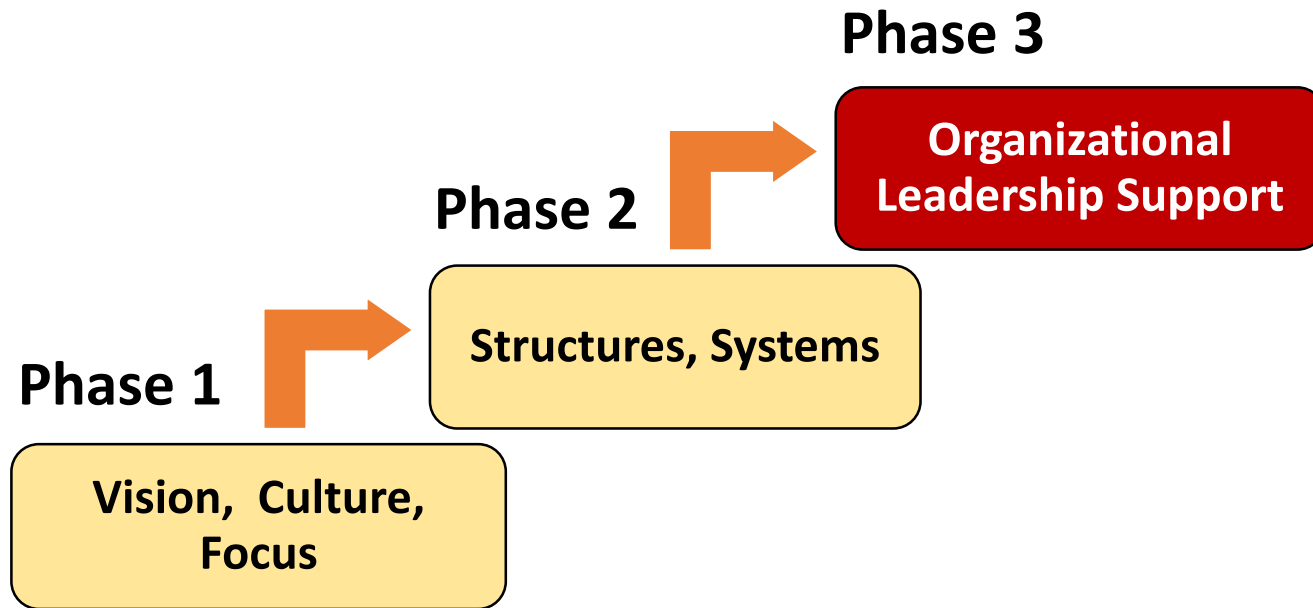 Phase 3
Organizational
Leadership Support
Phase 2
Structures, Systems
Phase 1
Vision,  Culture,
Focus